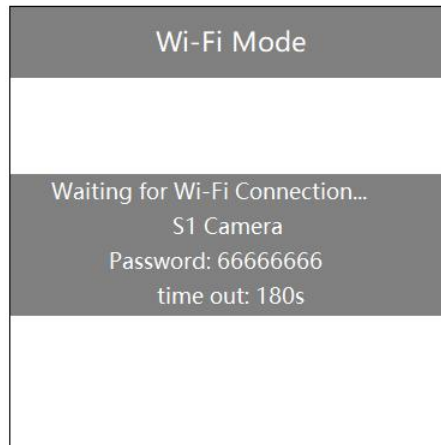 Wi-Fi Mode
Waiting for Wi-Fi Connection...
S1 Camera
Password: 66666666
time out: 180s